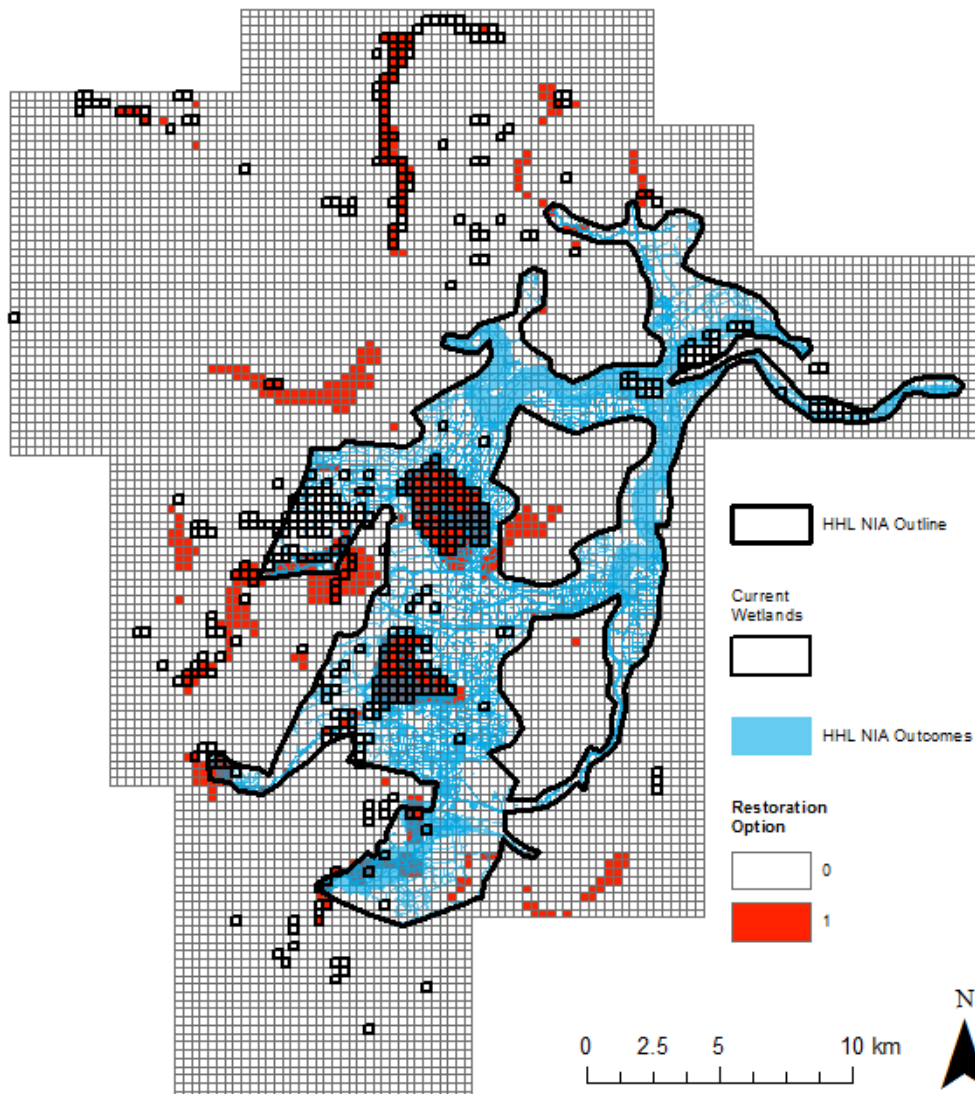 HHL NIA Outline
Current
Wetlands
HHL NIA Outcomes
Restoration
Option
0
1
N
0 2.5 5 10 km